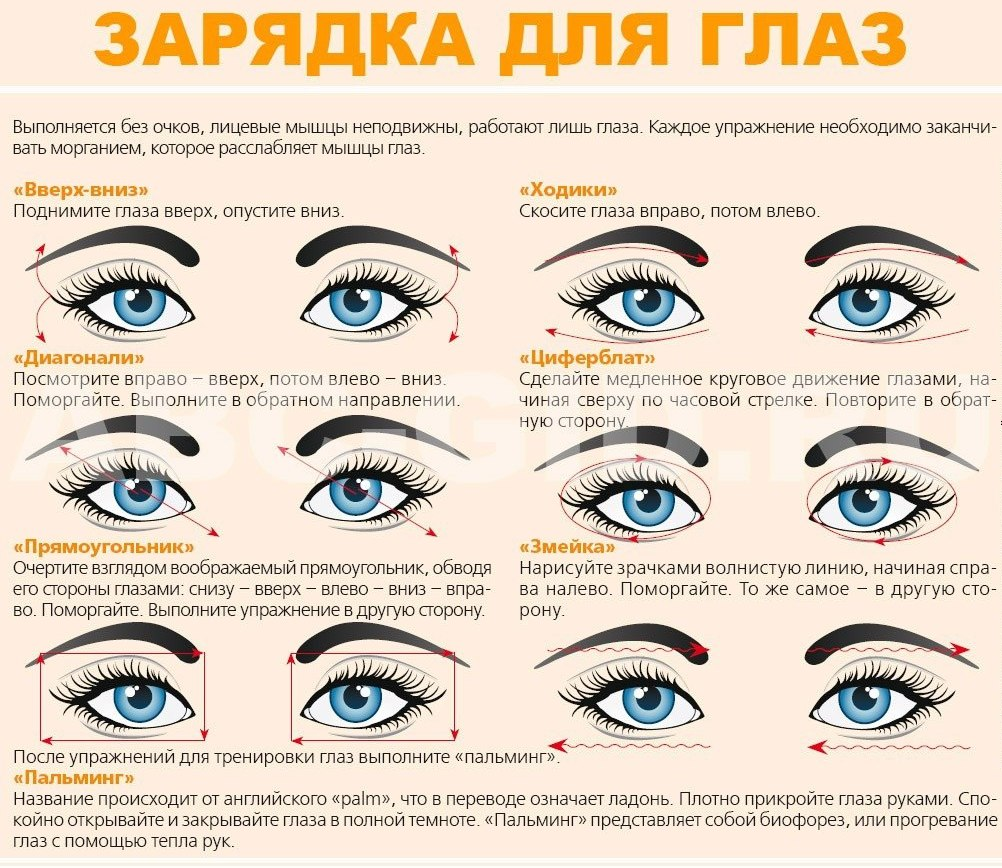 ЗАРЯДКА ДЛЯ ГЛАЗ
Выполняется без очков, лицевые мышцы неподвижны, работают лишь глаза. Каждое упражнение необходимо заканчи-
вать морганием, которое расслабляет мышцы глаз.
«Вверх-вниз»
Поднимите глаза вверх, опустите вниз.
«Ходики»
Скосите глаза вправо, потом влево.
«Диагонали»
Посмотрите вправо – вверх, потом влево – вниз.
Поморгайте. Выполните в обратном направлении.
«Циферблат»
Сделайте медленное круговое движение глазами, на-
чиная сверху по часовой стрелке. Повторите в обрат-
ную сторону.
«Прямоугольник»
Очертите взглядом воображаемый прямоугольник, обводя
его стороны глазами: снизу – вверх – влево – вниз – впра-
во. Поморгайте. Выполните упражнение в другую сторону.
«Змейка»
Нарисуйте зрачками волнистую линию, начиная спра-
ва налево. Поморгайте. То же самое – в другую сто-
рону.
После упражнений для тренировки глаз выполните «пальминг».
«Пальминг»
Название происходит от английского «palm», что в переводе означает ладонь. Плотно прикройте глаза руками. Спо-
койно открывайте и закрывайте глаза в полной темноте. «Пальминг» представляет собой биофорез, или прогревание
глаз с помощью тепла рук.
ABC-GID.RU